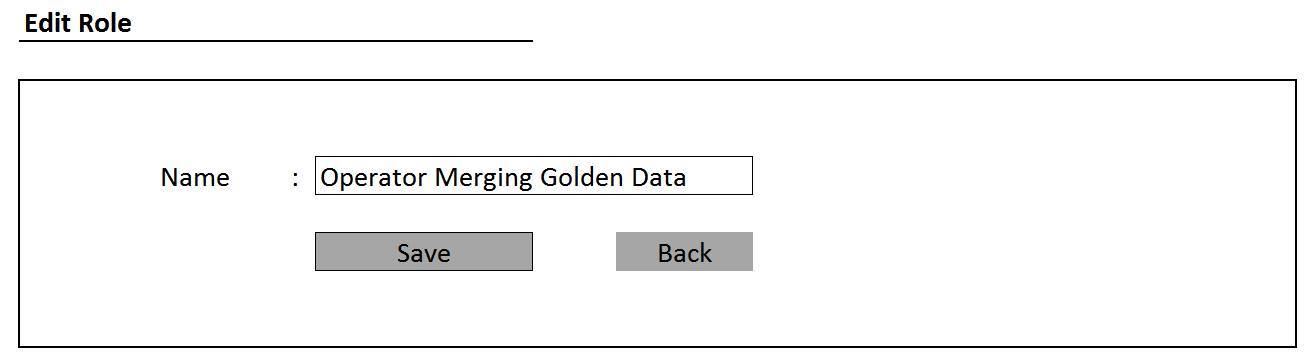 Edit Role
Name : Operator Merging Golden Data
Save Back